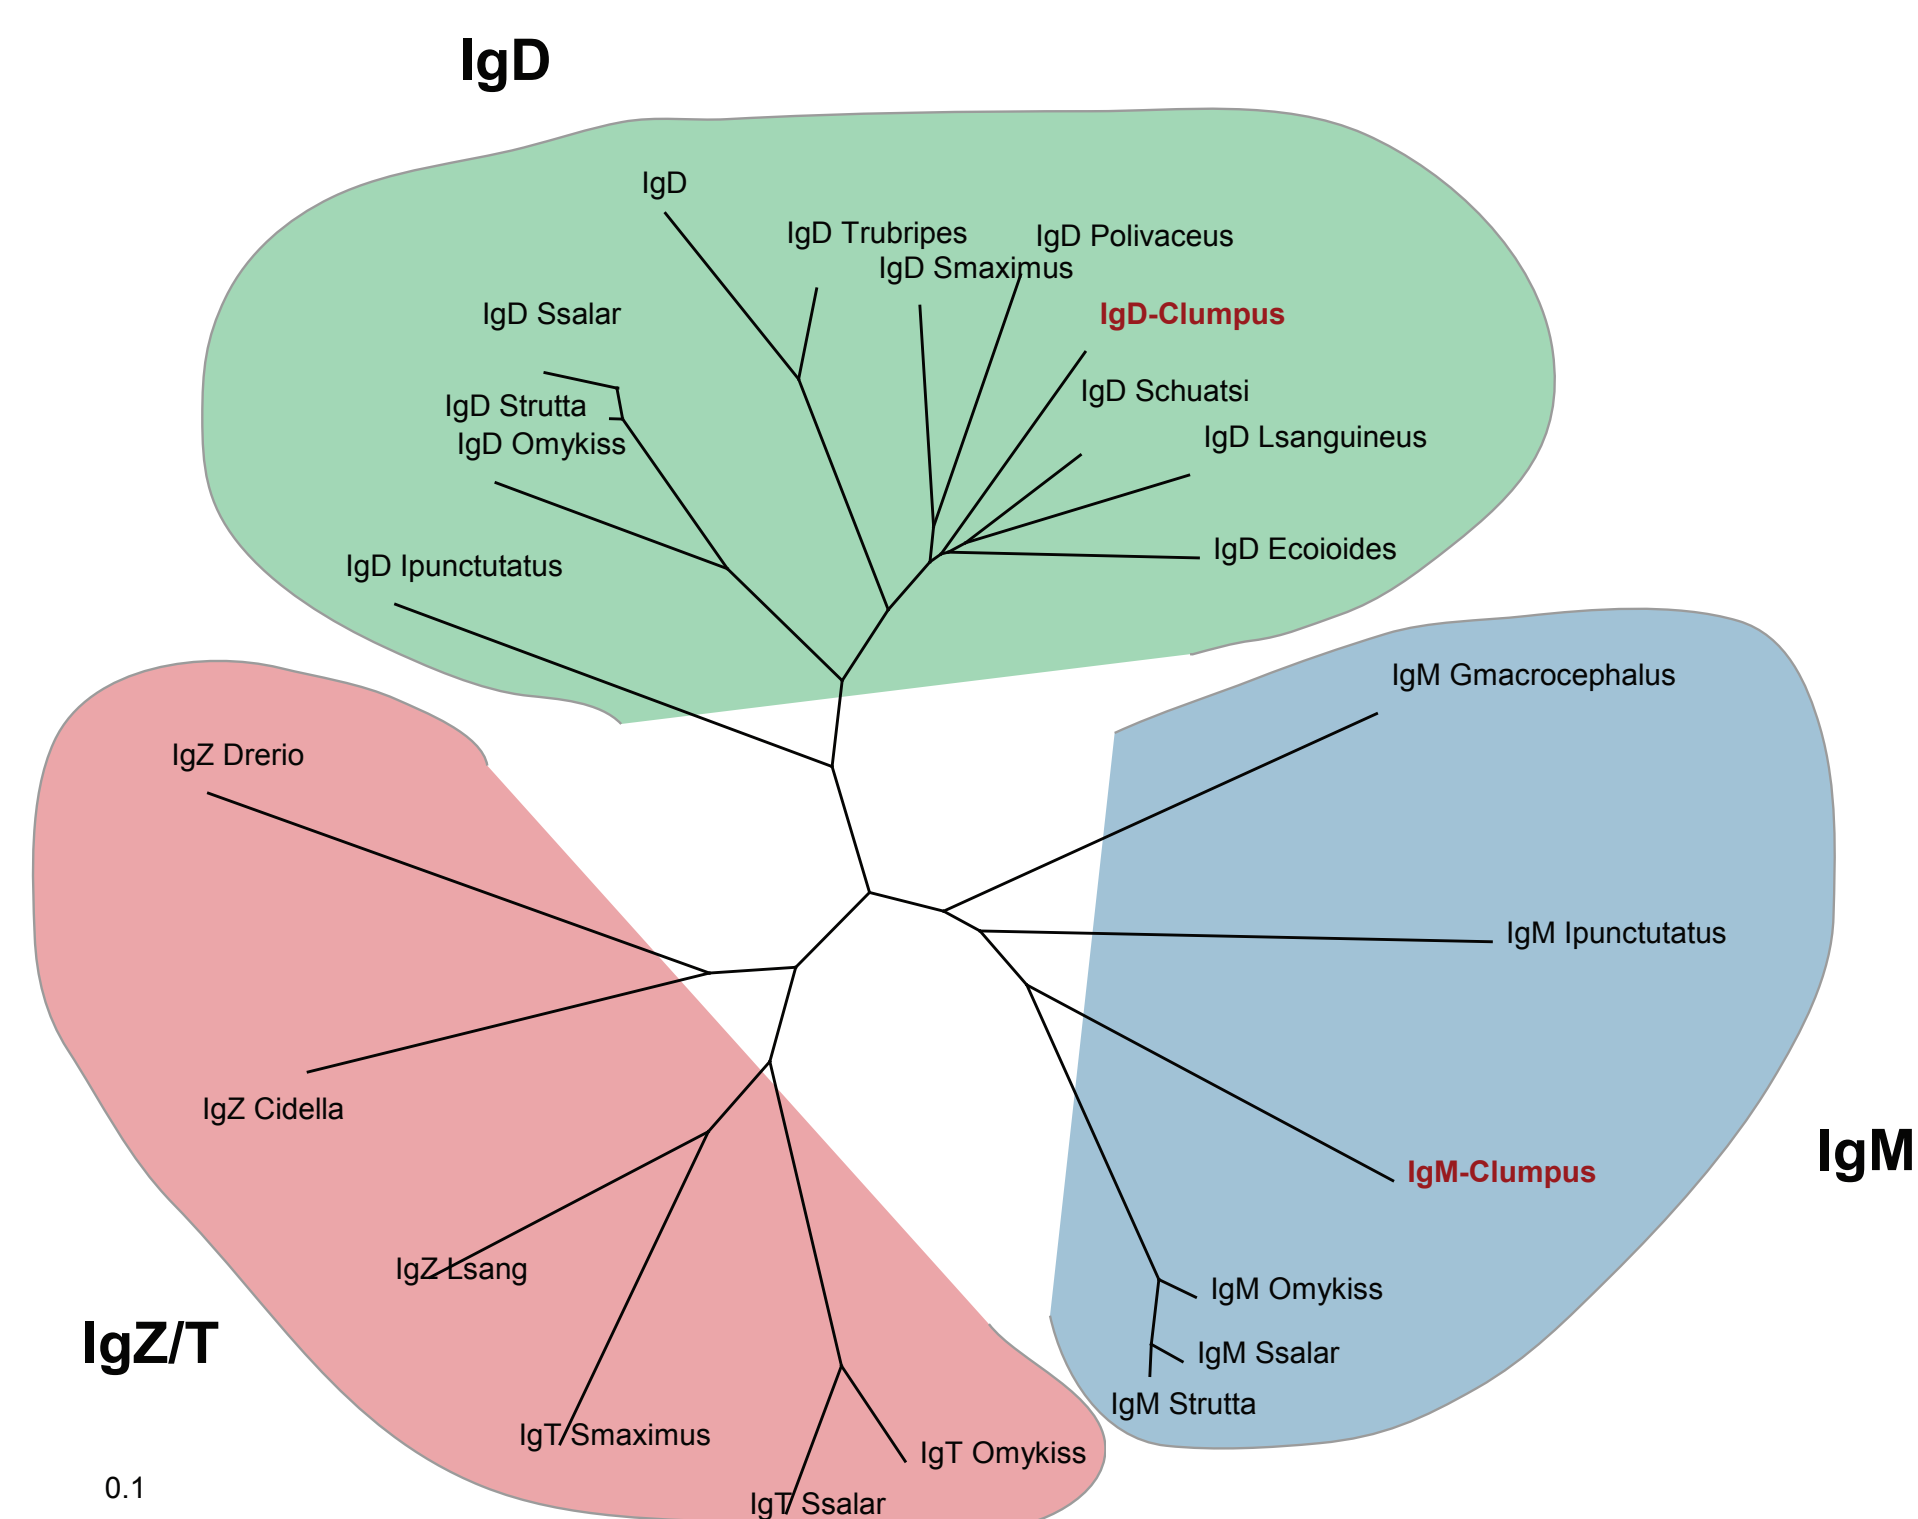 IgD
IgD
IgD Trubripes
IgD Polivaceus
IgD Smaximus
IgD Ssalar
IgD-Clumpus
IgD Schuatsi
IgD Strutta
IgD Lsanguineus
IgD Omykiss
IgD Ecoioides
IgD Ipunctutatus
IgM Gmacrocephalus
IgZ Drerio
IgM Ipunctutatus
IgZ Cidella
IgM
IgM-Clumpus
IgZ Lsang
IgM Omykiss
IgZ/T
IgM Ssalar
IgM Strutta
IgT Smaximus
IgT Omykiss
0.1
IgT Ssalar